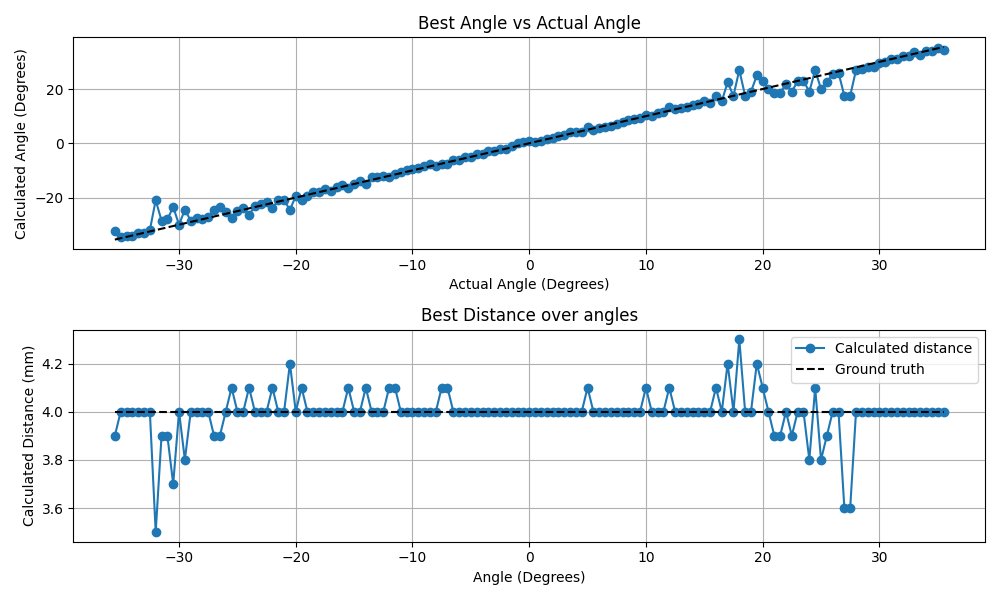 Best Angle vs Actual Angle
Calculated Angle (Degrees)
20
0
−20
−30
−20
−10
0
10
20
30
Actual Angle (Degrees)
Best Distance over angles
Calculated Distance (mm)
4.2
4.0
3.8
3.6
Calculated distance
Ground truth
−30
−20
−10
0
10
20
30
Angle (Degrees)